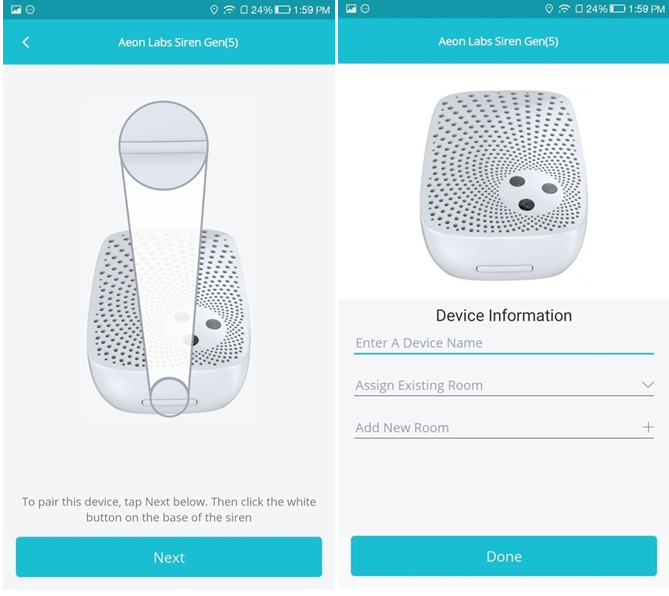 24% 1:59 PM
Aeon Labs Siren Gen(5)
To pair this device, tap Next below. Then click the white
button on the base of the siren
Next
24% 1:59 PM
Aeon Labs Siren Gen(5)
Device Information
Enter A Device Name
Assign Existing Room
Add New Room
Done